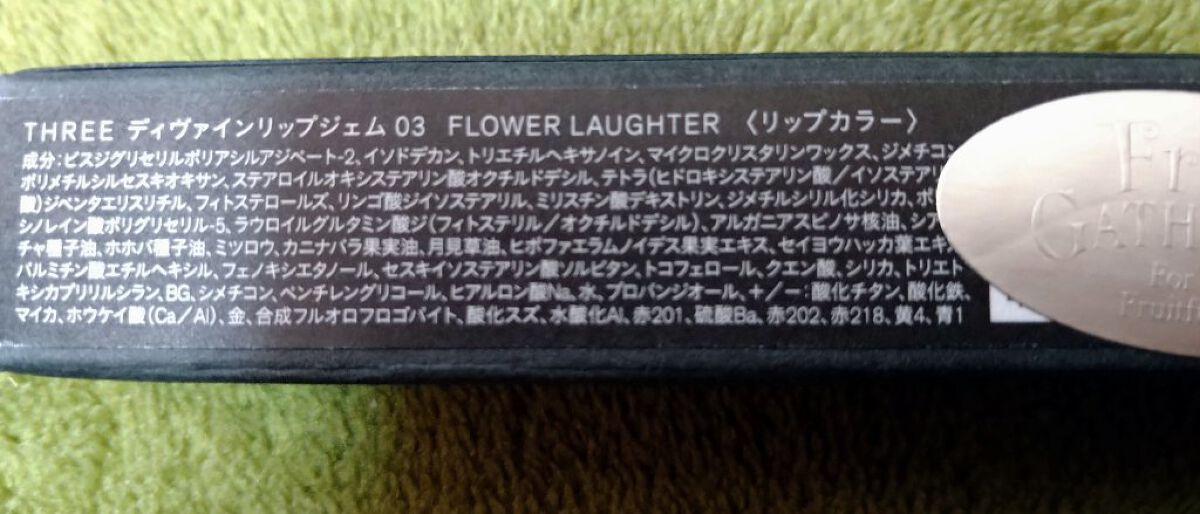 THREE ディヴァインリップジェム 03 FLOWER LAUGHTER 〈リップカラー〉
成分:ビスジグリセリルポリアシルアジペート-2、イソドデカン、トリエチルヘキサノイン、マイクロクリスタリンワックス、ジメチコン
ポリメチルシルセスキオキサン、ステアロイルオキシステアリン酸オクチルドデシル、テトラ(ヒドロキシステアリン酸/イソステアリ
酸)ジペンタエリスリチル、フィトステロールズ、リンゴ酸ジイソステアリル、ミリスチン酸デキストリン、ジメチルシリル化シリカ、ポ
シノレイン酸ポリグリセリル-5、ラウロイルグルタミン酸ジ(フィトステリル/オクチルドデシル)、アルガニアスピノサ核油、シア
チャ種子油、ホホバ種子油、ミツロウ、カニナバラ果実油、月見草油、ヒポファエラムノイデス果実エキス、セイヨウハッカ葉エキ
パルミチン酸エチルヘキシル、フェノキシエタノール、セスキイソステアリン酸ソルビタン、トコフェロール、クエン酸、シリカ、トリエト
キシカプリリルシラン、BG、シメチコン、ペンチレングリコール、ヒアルロン酸Na、水、プロパンジオール、+/-:酸化チタン、酸化鉄、
マイカ、ホウケイ酸(Ca/Al)、金、合成フルオロフロゴパイト、酸化スズ、水酸化Al、赤201、硫酸Ba、赤202、赤218、黄4、青1
Fr
GATH
For
Fruitf